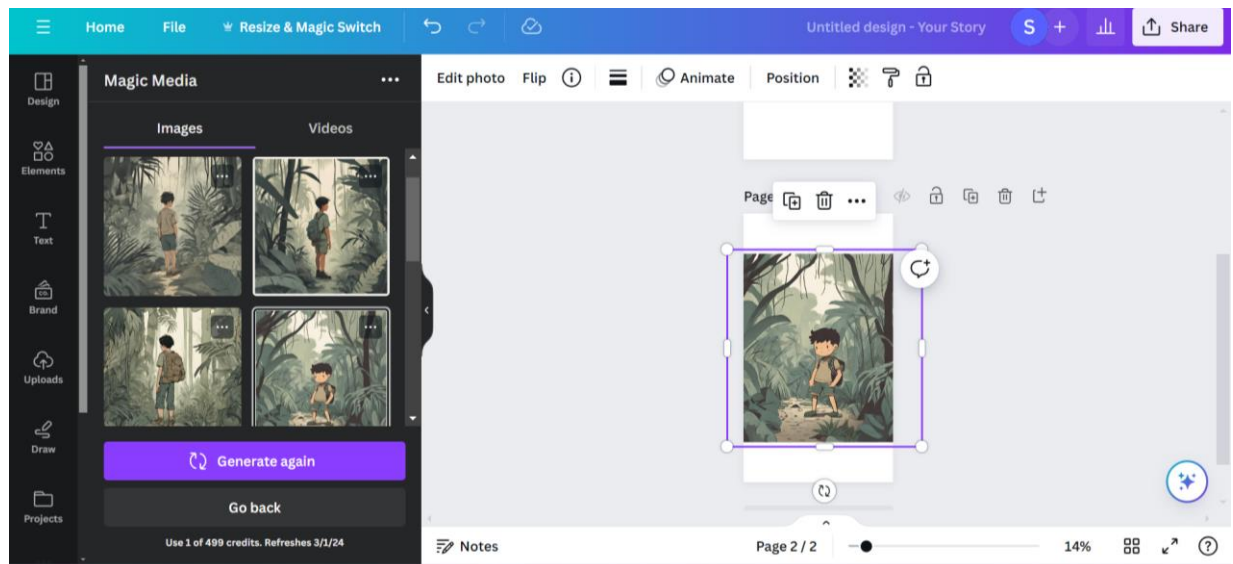 Home File Resize & Magic Switch Untitled design - Your Story S + Share
Design
Elements
Text
CO.
Brand
Uploads
Draw
Projects
Magic Media
Images Videos
Generate again
Go back
Use 1 of 499 credits. Refreshes 3/1/24
Edit photo Flip Animate Position
Page
Notes Page 2 / 2 14%